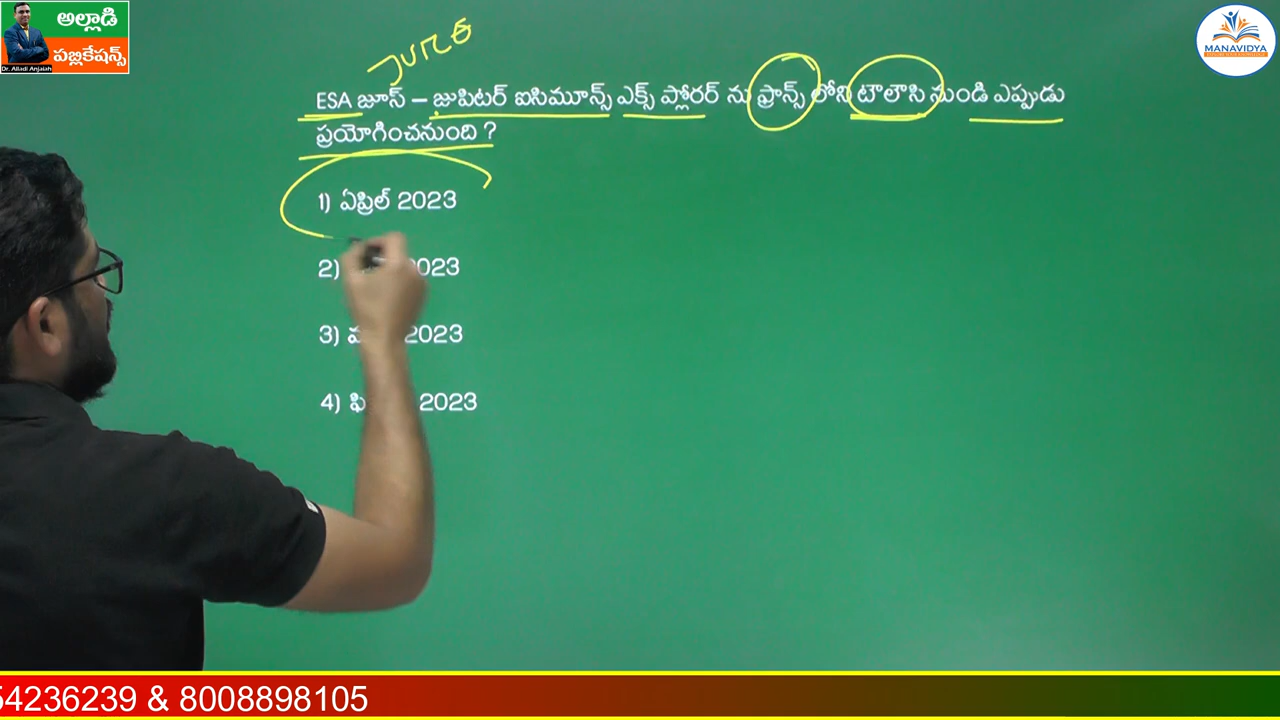 అల్లాడి
పబ్లికేషన్స్
Dr. Alladi Anjaiah
MANAVIDYA
ESA జూస్ – జుపిటర్ ఐసిమూన్స్ ఎక్స్ ప్లోరర్ ను ఫ్రాన్స్ లోని టౌలౌసి నుండి ఎప్పుడు
ప్రయోగించనుంది ?
1) ఏప్రిల్ 2023
2) 2023
3) 2023
4) 2023
54236239 & 8008898105